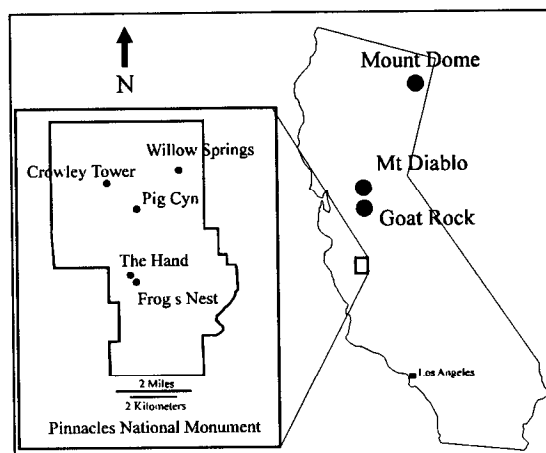 N
Mount Dome
Mt Diablo
Goat Rock
Los Angeles
Willow Springs
Crowley Tower
Pig Cyn
The Hand
Frog s Nest
2 Miles
2 Kilometers
Pinnacles National Monument